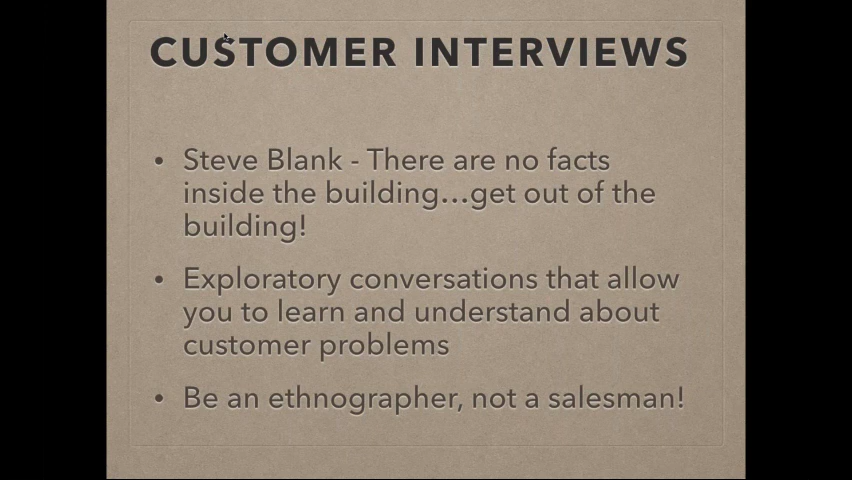 CUSTOMER INTERVIEWS
• Steve Blank - There are no facts
inside the building...get out of the
building!
• Exploratory conversations that allow
you to learn and understand about
customer problems
• Be an ethnographer, not a salesman!